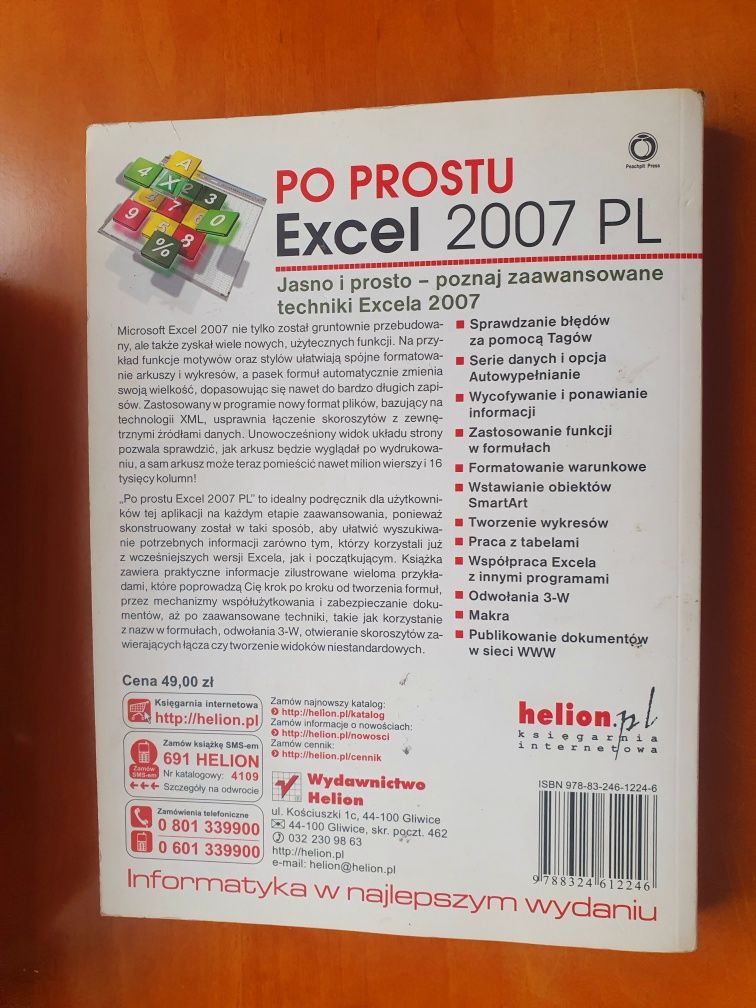 Peachpit Press
A
4 X 2 3
9 7 6 0
5 8
%
PO PROSTU
Excel 2007 PL
Jasno i prosto – poznaj zaawansowane
techniki Excela 2007
Microsoft Excel 2007 nie tylko został gruntownie przebudowa-
ny, ale także zyskał wiele nowych, użytecznych funkcji. Na przy-
kład funkcje motywów oraz stylów ułatwiają spójne formatowa-
nie arkuszy i wykresów, a pasek formuł automatycznie zmienia
swoją wielkość, dopasowując się nawet do bardzo długich zapi-
sów. Zastosowany w programie nowy format plików, bazujący na
technologii XML, usprawnia łączenie skoroszytów z zewnę-
trznymi źródłami danych. Unowocześniony widok układu strony
pozwala sprawdzić, jak arkusz będzie wyglądał po wydrukowa-
niu, a sam arkusz może teraz pomieścić nawet milion wierszy i 16
tysięcy kolumn!
„Po prostu Excel 2007 PL” to idealny podręcznik dla użytkowni-
ków tej aplikacji na każdym etapie zaawansowania, ponieważ
skonstruowany został w taki sposób, aby ułatwić wyszukiwa-
nie potrzebnych informacji zarówno tym, którzy korzystali już
z wcześniejszych wersji Excela, jak i początkującym. Książka
zawiera praktyczne informacje zilustrowane wieloma przykła-
dami, które poprowadzą Cię krok po kroku od tworzenia formuł,
przez mechanizmy współużytkowania i zabezpieczanie doku-
mentów, aż po zaawansowane techniki, takie jak korzystanie
z nazw w formułach, odwołania 3-W, otwieranie skoroszytów za-
wierających łącza czy tworzenie widoków niestandardowych.
Sprawdzanie błędów
za pomocą Tagów
Serie danych i opcja
Autowypełnianie
Wycofywanie i ponawianie
informacji
Zastosowanie funkcji
w formułach
Formatowanie warunkowe
Wstawianie obiektów
SmartArt
Tworzenie wykresów
Praca z tabelami
Współpraca Excela
z innymi programami
Odwołania 3-W
Makra
Publikowanie dokumentów
w sieci WWW
Cena 49,00 zł
Księgarnia internetowa
http://helion.pl
Zamów książkę SMS-em
691 HELION
Nr katalogowy: 4109
Szczegóły na odwrocie
Zamów
SMS-em
Zamówienia telefoniczne
0 801 339900
0 601 339900
Zamów najnowszy katalog:
http://helion.pl/katalog
Zamów informacje o nowościach:
http://helion.pl/nowosci
Zamów cennik:
http://helion.pl/cennik
Wydawnictwo
Helion
ul. Kościuszki 1c, 44-100 Gliwice
44-100 Gliwice, skr. poczt. 462
032 230 98 63
http://helion.pl
e-mail: helion@helion.pl
helion.pl
księgarnia
internetowa
ISBN 978-83-246-1224-6
9 788324 612246
Informatyka w najlepszym wydaniu